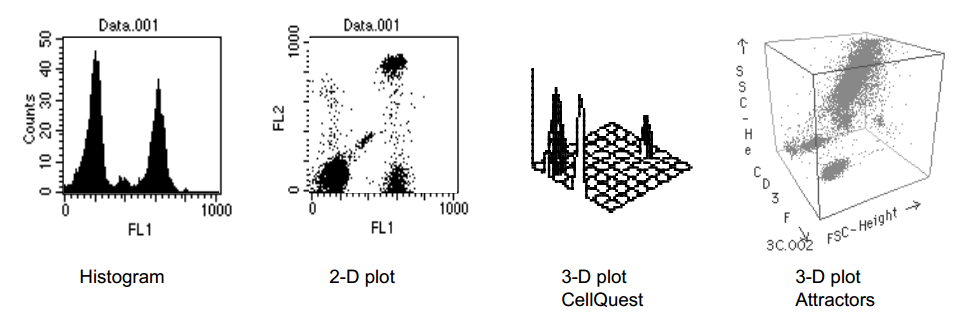 Data.001
50
40
30
20
10
0
Counts
0
1000
FL1
Histogram
Data.001
1000
0
FL2
0
1000
FL1
2-D plot
3-D plot
CellQuest
SSC-He
CD3 F
3C.002
FSC-Height
3-D plot
Attractors